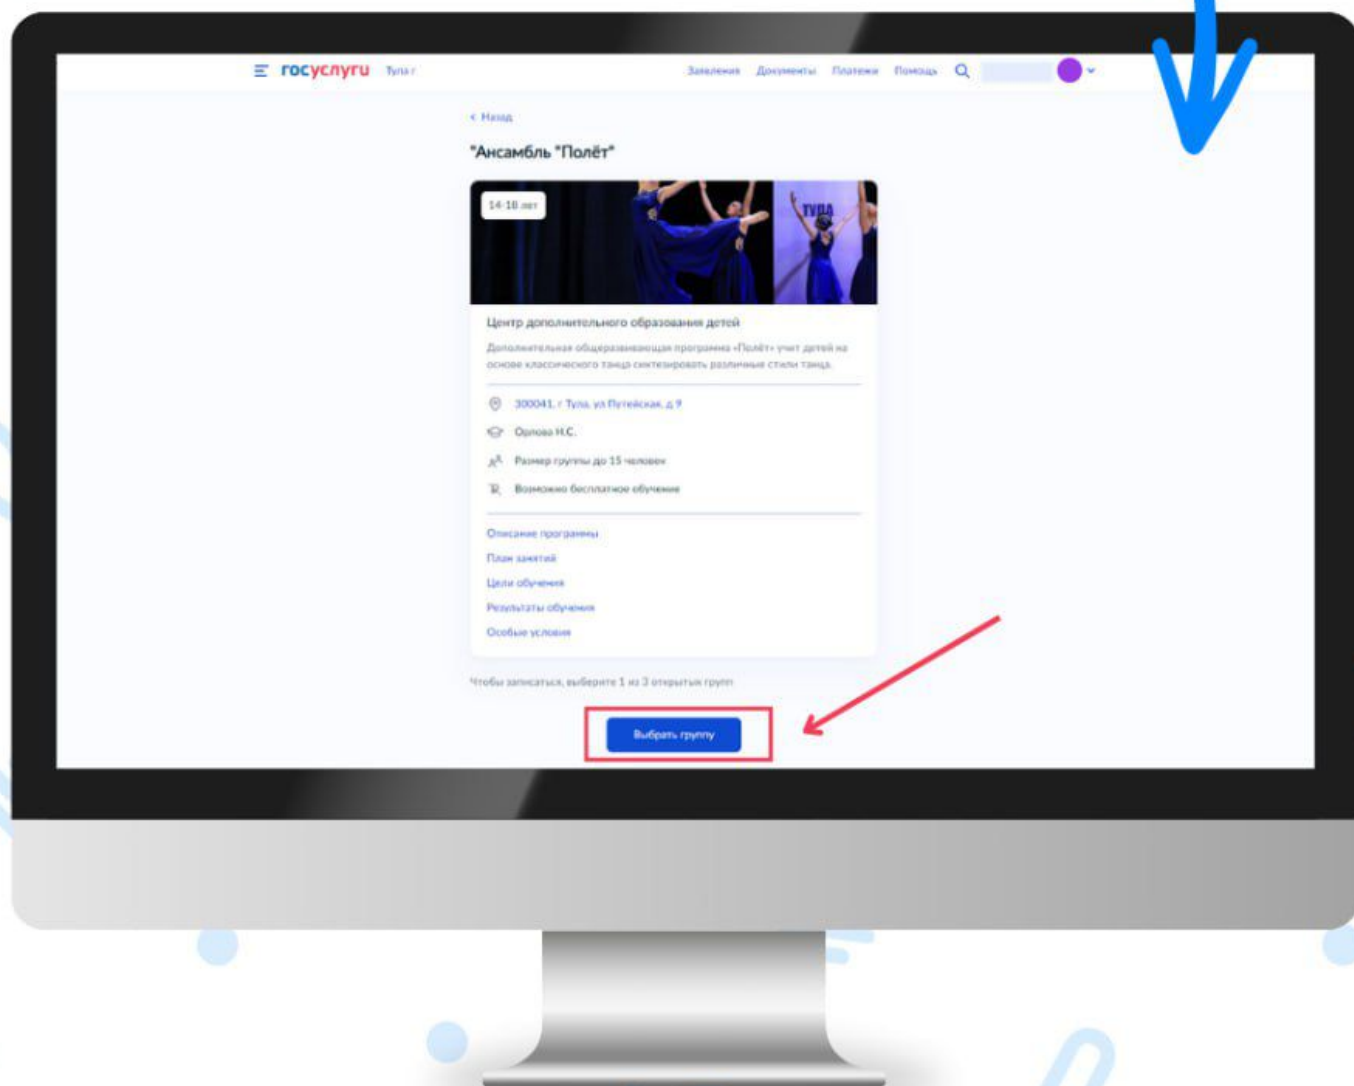 госуслуги Тула г Заявления Документы Платежи Помощь
< Назад
"Ансамбль "Полёт"
14-18 лет
ТУЛА
Центр дополнительного образования детей
Дополнительная общеразвивающая программа «Полёт» учит детей на
основе классического танца синтезировать различные стили танца.
300041, г Тула, ул Путейская, д 9
Орлова Н.С.
Размер группы до 15 человек
Возможно бесплатное обучение
Описание программы
План занятий
Цели обучения
Результаты обучения
Особые условия
Чтобы записаться, выберите 1 из 3 открытых групп
Выбрать группу